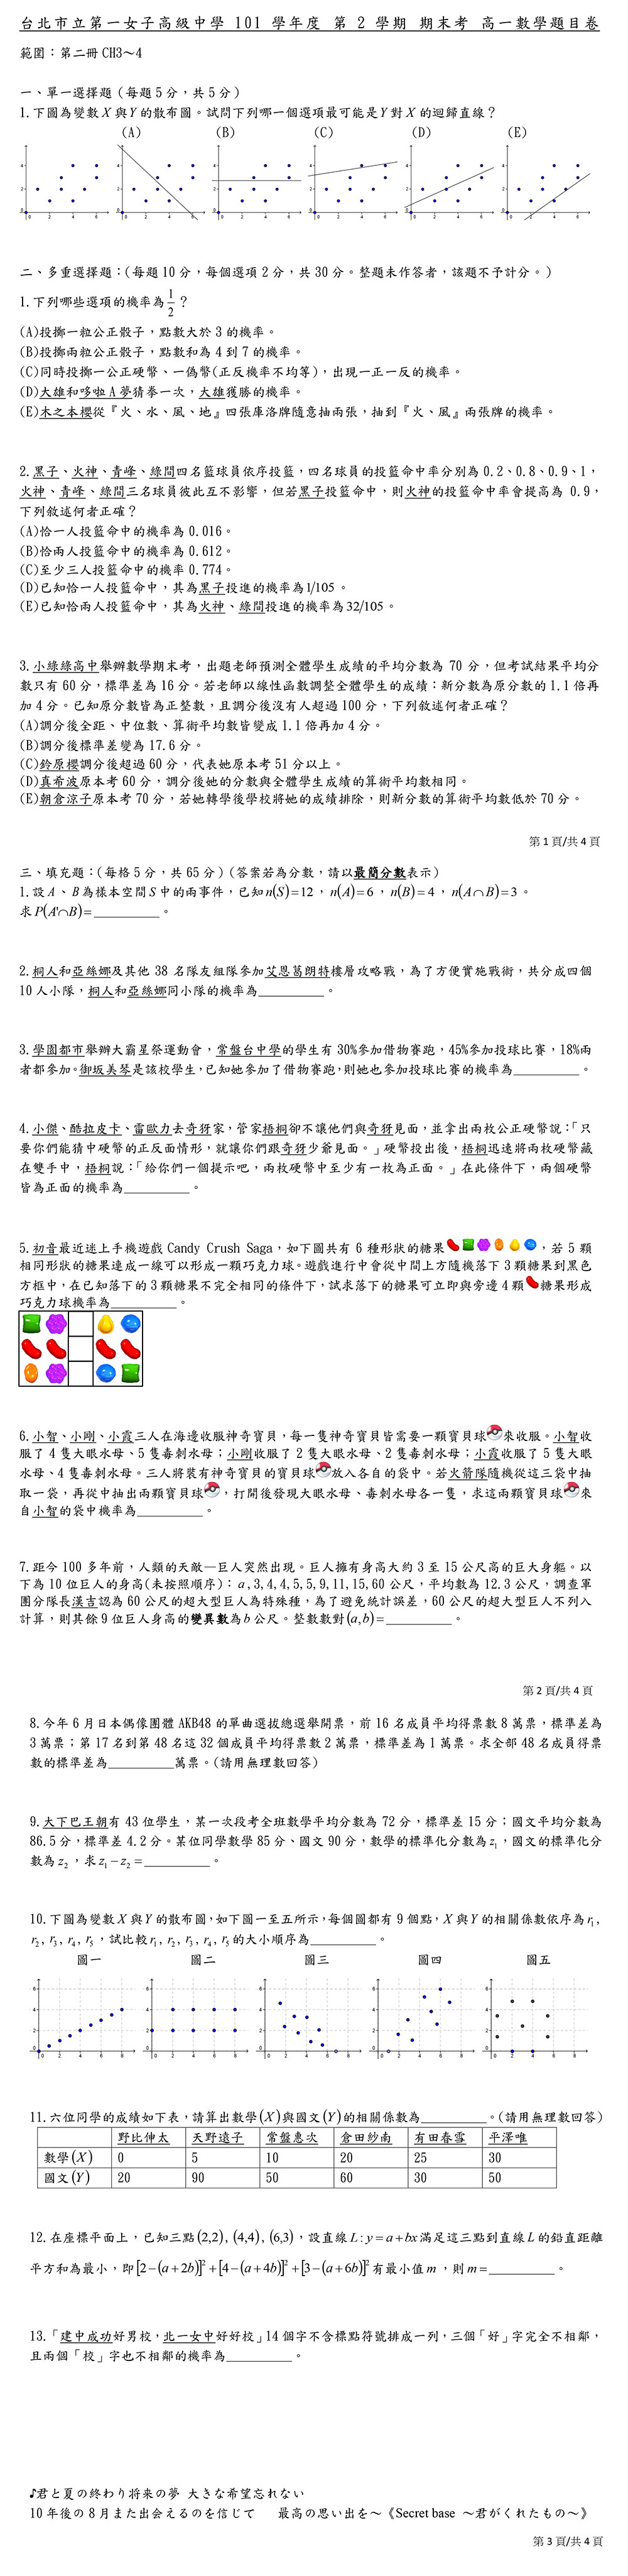 台北市立第一女子高級中學 101 學年度 第 2 學期 期末考 高一數學題目卷
範圍：第二冊 CH3～4
一、單一選擇題（每題 5 分，共 5 分）
1.下圖為變數 X 與 Y 的散布圖。試問下列哪一個選項最可能是 Y 對 X 的迴歸直線？
(A) (B) (C) (D) (E)
二、多重選擇題：(每題 10 分，每個選項 2 分，共 30 分。整題未作答者，該題不予計分。)
1.下列哪些選項的機率為 1/2？
(A)投擲一粒公正骰子，點數大於 3 的機率。
(B)投擲兩粒公正骰子，點數和為 4 到 7 的機率。
(C)同時投擲一公正硬幣、一偽幣(正反機率不均等)，出現一正一反的機率。
(D)大雄和哆啦 A 夢猜拳一次，大雄獲勝的機率。
(E)木之本櫻從『火、水、風、地』四張庫洛牌隨意抽兩張，抽到『火、風』兩張牌的機率。
2.黑子、火神、青峰、綠間四名籃球員依序投籃，四名球員的投籃命中率分別為 0.2、0.8、0.9、1，
火神、青峰、綠間三名球員彼此互不影響，但若黑子投籃命中，則火神的投籃命中率會提高為 0.9，
下列敘述何者正確？
(A)恰一人投籃命中的機率為 0.016。
(B)恰兩人投籃命中的機率為 0.612。
(C)至少三人投籃命中的機率 0.774。
(D)已知恰一人投籃命中，其為黑子投進的機率為1/105。
(E)已知恰兩人投籃命中，其為火神、綠間投進的機率為32/105。
3.小綠綠高中舉辦數學期末考，出題老師預測全體學生成績的平均分數為 70 分，但考試結果平均分
數只有 60 分，標準差為 16 分。若老師以線性函數調整全體學生的成績：新分數為原分數的 1.1 倍再
加 4 分。已知原分數皆為正整數，且調分後沒有人超過 100 分，下列敘述何者正確？
(A)調分後全距、中位數、算術平均數皆變成 1.1 倍再加 4 分。
(B)調分後標準差變為 17.6 分。
(C)鈴原櫻調分後超過 60 分，代表她原本考 51 分以上。
(D)真希波原本考 60 分，調分後她的分數與全體學生成績的算術平均數相同。
(E)朝倉涼子原本考 70 分，若她轉學後學校將她的成績排除，則新分數的算術平均數低於 70 分。
第 1 頁/共 4 頁
三、填充題：(每格 5 分，共 65 分)(答案若為分數，請以最簡分數表示)
1.設 A、B 為樣本空間 S 中的兩事件，已知 n(S)=12，n(A)=6，n(B)=4，n(A∩B)=3。
求 P(A'∩B)=__________。
2.桐人和亞絲娜及其他 38 名隊友組隊參加艾恩葛朗特樓層攻略戰，為了方便實施戰術，共分成四個
10 人小隊，桐人和亞絲娜同小隊的機率為__________。
3.學園都市舉辦大霸星祭運動會，常盤台中學的學生有 30%參加借物賽跑，45%參加投球比賽，18%兩
者都參加。御坂美琴是該校學生，已知她參加了借物賽跑，則她也參加投球比賽的機率為__________。
4.小傑、酷拉皮卡、雷歐力去奇犽家，管家梧桐卻不讓他們與奇犽見面，並拿出兩枚公正硬幣說：「只
要你們能猜中硬幣的正反面情形，就讓你們跟奇犽少爺見面。」硬幣投出後，梧桐迅速將兩枚硬幣藏
在雙手中，梧桐說：「給你們一個提示吧，兩枚硬幣中至少有一枚為正面。」在此條件下，兩個硬幣
皆為正面的機率為__________。
5.初音最近迷上手機遊戲 Candy Crush Saga，如下圖共有 6 種形狀的糖果，若 5 顆
相同形狀的糖果連成一線可以形成一顆巧克力球。遊戲進行中會從中間上方隨機落下 3 顆糖果到黑色
方框中，在已知落下的 3 顆糖果不完全相同的條件下，試求落下的糖果可立即與旁邊 4 顆糖果形成
巧克力球機率為__________。
6.小智、小剛、小霞三人在海邊收服神奇寶貝，每一隻神奇寶貝皆需要一顆寶貝球來收服。小智收
服了 4 隻大眼水母、5 隻毒刺水母；小剛收服了 2 隻大眼水母、2 隻毒刺水母；小霞收服了 5 隻大眼
水母、4 隻毒刺水母。三人將裝有神奇寶貝的寶貝球放入各自的袋中。若火箭隊隨機從這三袋中抽
取一袋，再從中抽出兩顆寶貝球，打開後發現大眼水母、毒刺水母各一隻，求這兩顆寶貝球來
自小智的袋中機率為__________。
7.距今 100 多年前，人類的天敵─巨人突然出現。巨人擁有身高大約 3 至 15 公尺高的巨大身軀。以
下為 10 位巨人的身高(未按照順序)：a,3,4,4,5,5,9,11,15,60 公尺，平均數為 12.3 公尺，調查軍
團分隊長漢吉認為 60 公尺的超大型巨人為特殊種，為了避免統計誤差，60 公尺的超大型巨人不列入
計算，則其餘 9 位巨人身高的變異數為 b 公尺。整數數對(a,b)=__________。
第 2 頁/共 4 頁
8.今年 6 月日本偶像團體 AKB48 的單曲選拔總選舉開票，前 16 名成員平均得票數 8 萬票，標準差為
3 萬票；第 17 名到第 48 名這 32 個成員平均得票數 2 萬票，標準差為 1 萬票。求全部 48 名成員得票
數的標準差為__________萬票。(請用無理數回答)
9.大下巴王朝有 43 位學生，某一次段考全班數學平均分數為 72 分，標準差 15 分；國文平均分數為
86.5 分，標準差 4.2 分。某位同學數學 85 分、國文 90 分，數學的標準化分數為 z₁，國文的標準化分
數為 z₂，求 z₁－z₂＝__________。
10.下圖為變數 X 與 Y 的散布圖，如下圖一至五所示，每個圖都有 9 個點，X 與 Y 的相關係數依序為 r₁,
r₂, r₃, r₄, r₅，試比較 r₁, r₂, r₃, r₄, r₅ 的大小順序為__________。
圖一 圖二 圖三 圖四 圖五
11.六位同學的成績如下表，請算出數學(X)與國文(Y)的相關係數為__________。(請用無理數回答)
野比伸太 天野遠子 常盤惠次 倉田紗南 有田春雪 平澤唯
數學(X) 0 5 10 20 25 30
國文(Y) 20 90 50 60 30 50
12.在座標平面上，已知三點(2,2), (4,4), (6,3)，設直線 L:y=a+bx 滿足這三點到直線 L 的鉛直距離
平方和為最小，即[2-(a+2b)]²+[4-(a+4b)]²+[3-(a+6b)]² 有最小值 m，則 m=__________。
13.「建中成功好男校，北一女中好好校」14 個字不含標點符號排成一列，三個「好」字完全不相鄰，
且兩個「校」字也不相鄰的機率為__________。
♪君と夏の終わり将来の夢 大きな希望忘れない
10 年後の 8 月また出会えるのを信じて 最高の思い出を～《Secret base ～君がくれたもの～》
第 3 頁/共 4 頁